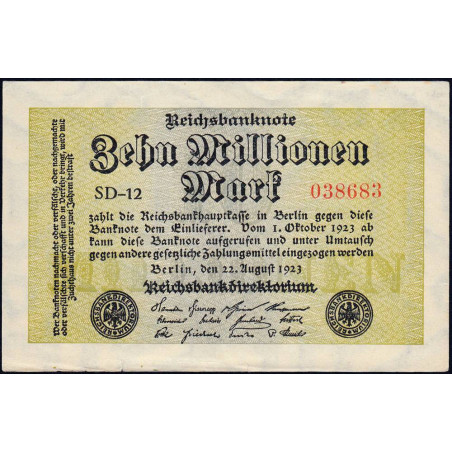 Reichsbanknote
Zehn Millionen
Mark
SD-12
038683
zahlt die Reichsbankhauptkasse in Berlin gegen diese
Banknote dem Einlieferer. Vom 1. Oktober 1923 ab
kann diese Banknote aufgerufen und unter Umtausch
gegen andere gesetzliche Zahlungsmittel eingezogen werden
Berlin, den 22. August 1923
Reichsbankdirektorium
Wer Banknoten nachmacht oder verfälscht, oder nachgemachte
oder verfälschte sich verschafft und in Verkehr bringt, wird mit
Zuchthaus nicht unter zwei Jahren bestraft